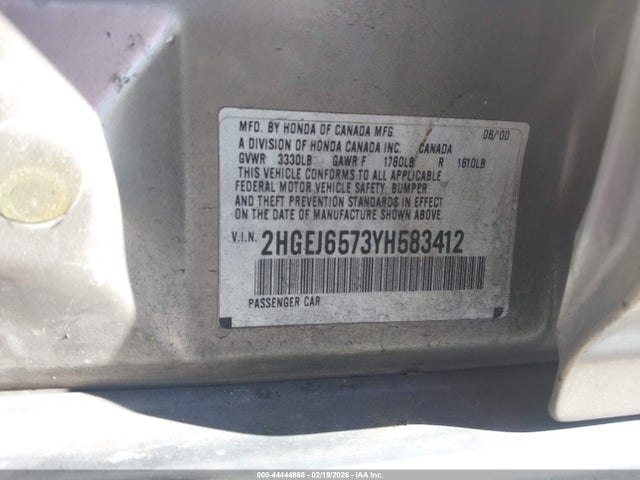 MFD. BY HONDA OF CANADA MFG. 06/00
A DIVISION OF HONDA CANADA INC. CANADA
GVWR 3330LB GAWR F 1760LB R 1610LB
THIS VEHICLE CONFORMS TO ALL APPLICABLE
FEDERAL MOTOR VEHICLE SAFETY, BUMPER
AND THEFT PREVENTION STANDARDS IN EFFECT
ON THE DATE OF MANUFACTURE SHOWN ABOVE.
V.I.N. 2HGEJ6573YH583412
PASSENGER CAR
000-44444868 - 02/19/2026 - IAA Inc.